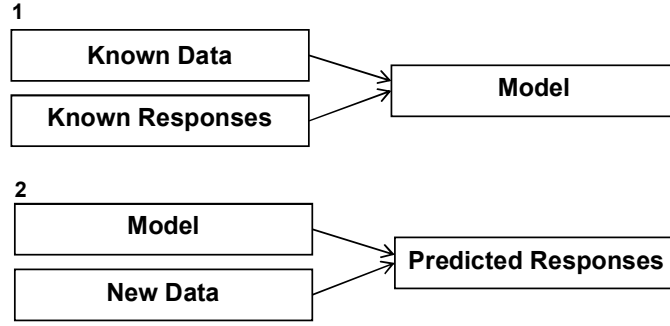 1
Known Data
Known Responses
Model
2
Model
New Data
Predicted Responses